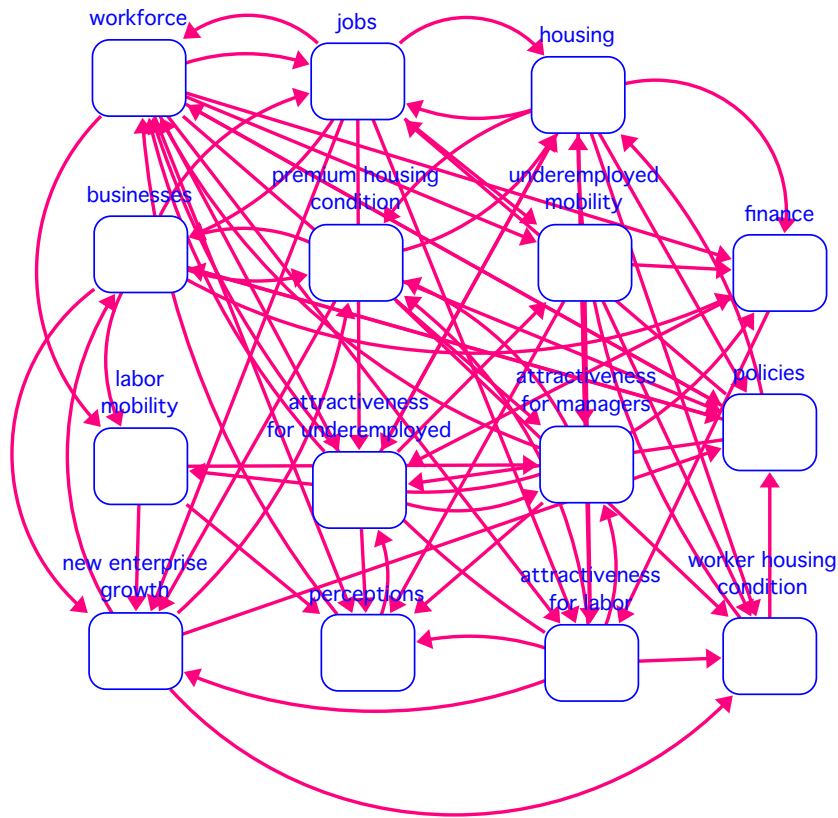 workforce
jobs
housing
businesses
premium housing
condition
underemployed
mobility
finance
labor
mobility
attractiveness
for underemployed
attractiveness
for managers
policies
new enterprise
growth
perceptions
attractiveness
for labor
worker housing
condition